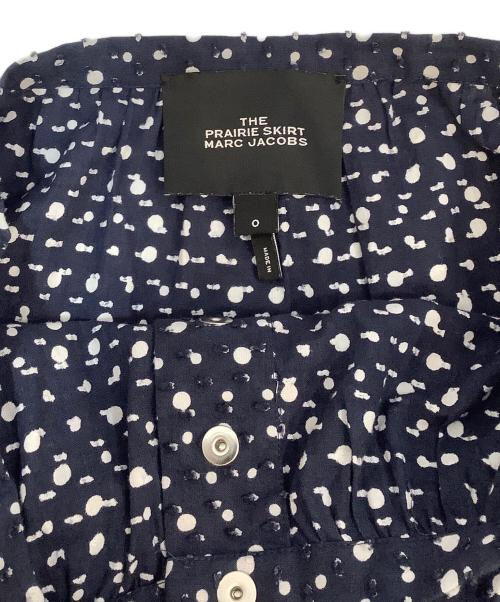 THE
PRAIRIE SKIRT
MARC JACOBS
0
MADE IN